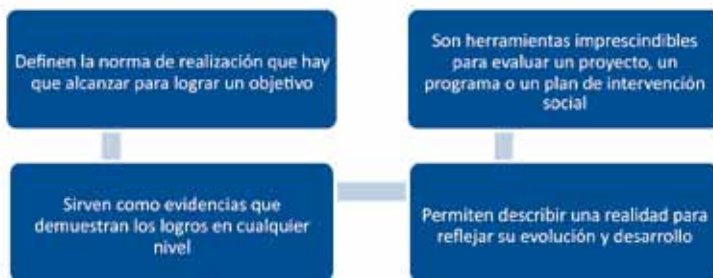 Definen la norma de realización que hay
que alcanzar para lograr un objetivo
Sirven como evidencias que
demuestran los logros en cualquier
nivel
Permiten describir una realidad para
reflejar su evolución y desarrollo
Son herramientas imprescindibles
para evaluar un proyecto, un
programa o un plan de intervención
social